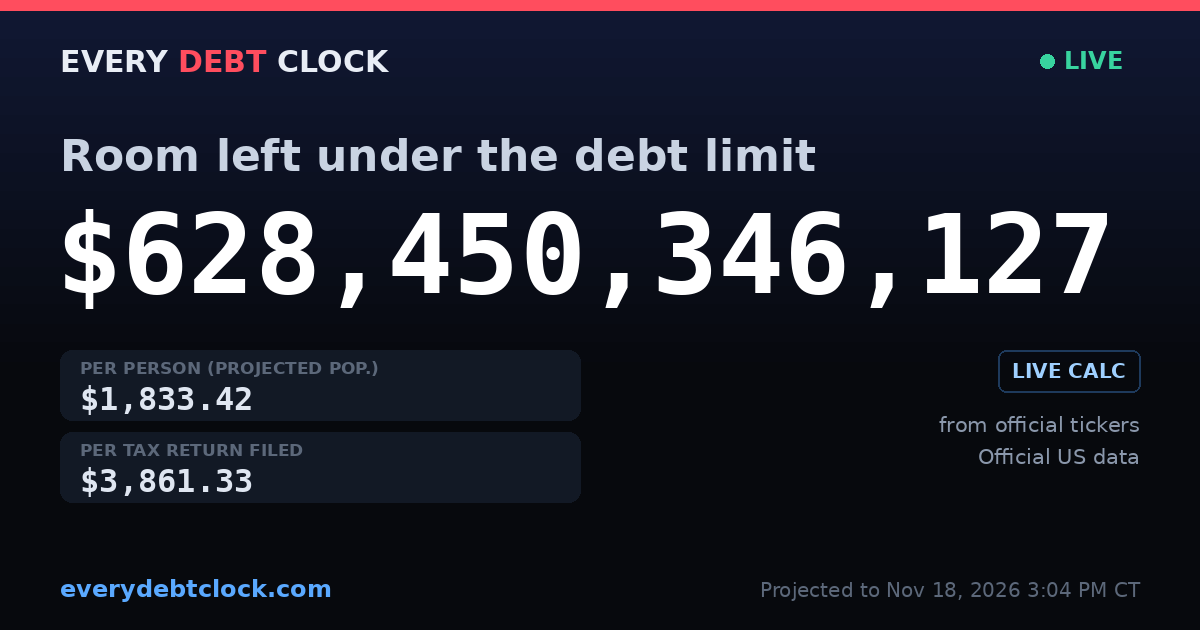 EVERY DEBT CLOCK
LIVE
Room left under the debt limit
$628,450,346,127
PER PERSON (PROJECTED POP.)
$1,833.42
PER TAX RETURN FILED
$3,861.33
LIVE CALC
from official tickers
Official US data
everydebtclock.com
Projected to Nov 18, 2026 3:04 PM CT